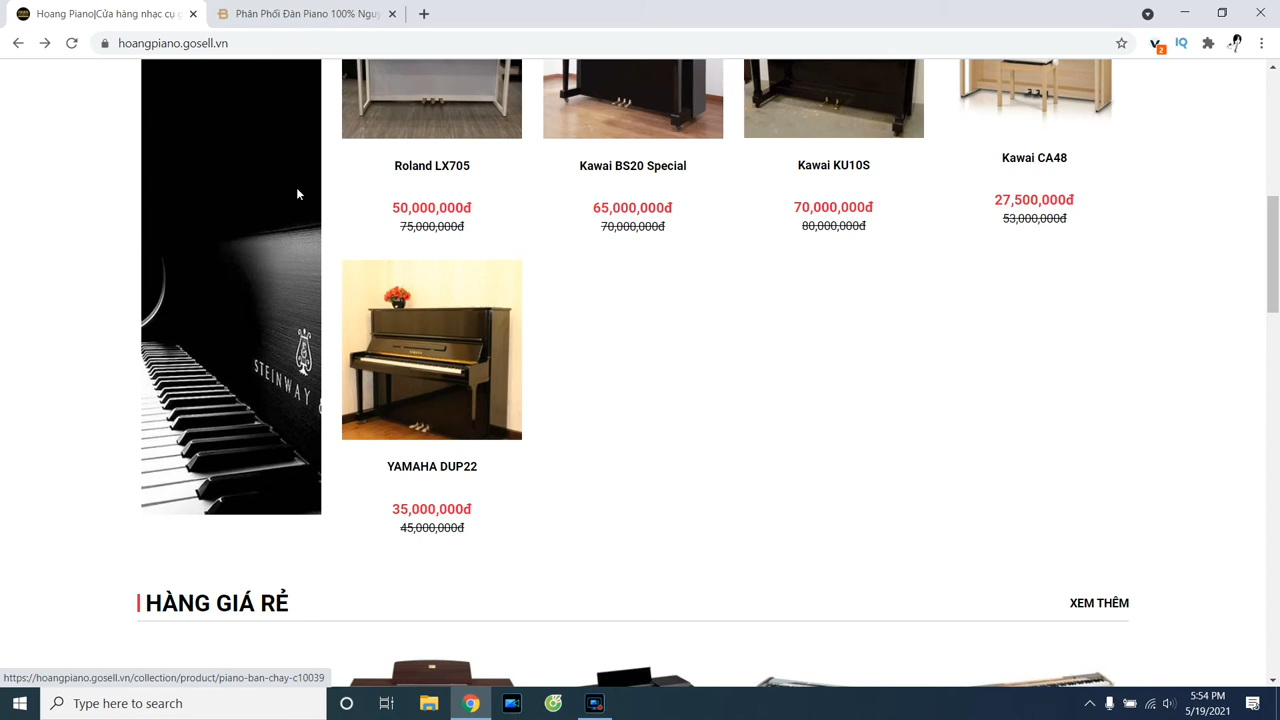 Hoang Piano|Cửa hàng nhạc cụ c
Phân Phối Đàn Piano 100% Nguy
hoangpiano.gosell.vn
2
IQ
Roland LX705
Kawai BS20 Special
Kawai KU10S
Kawai CA48
50,000,000đ
65,000,000đ
70,000,000đ
27,500,000đ
75,000,000đ
70,000,000đ
80,000,000đ
53,000,000đ
STEINWAY
YAMAHA
YAMAHA DUP22
35,000,000đ
45,000,000đ
HÀNG GIÁ RẺ
XEM THÊM
https://hoangpiano.gosell.vn/collection/product/piano-ban-chay-c10039
Type here to search
5:54 PM
5/19/2021